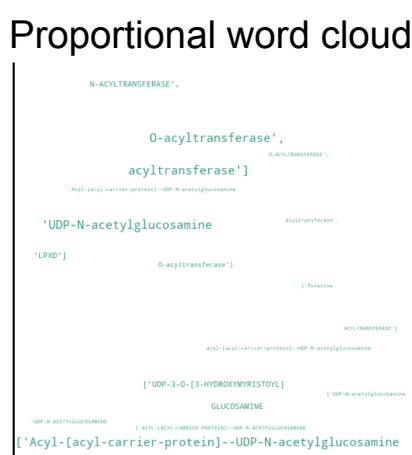 Proportional word cloud
N-ACYLTRANSFERASE',
O-acyltransferase',
O-ACYLTRANSFERASE',
acyltransferase']
'Acyl-[acyl-carrier-protein]--UDP-N-acetylglucosamine
'UDP-N-acetylglucosamine
acyltransferase',
'LPXD']
O-acyltransferase']
['Putative
ACYLTRANSFERASE']
acyl-[acyl-carrier-protein]--UDP-N-acetylglucosamine
['UDP-3-O-[3-HYDROXYMYRISTOYL]
['UDP-N-acetylglucosamine
GLUCOSAMINE
'UDP-N-ACETYLGLUCOSAMINE
['ACYL-[ACYL-CARRIER-PROTEIN]--UDP-N-ACETYLGLUCOSAMINE
['Acyl-[acyl-carrier-protein]--UDP-N-acetylglucosamine